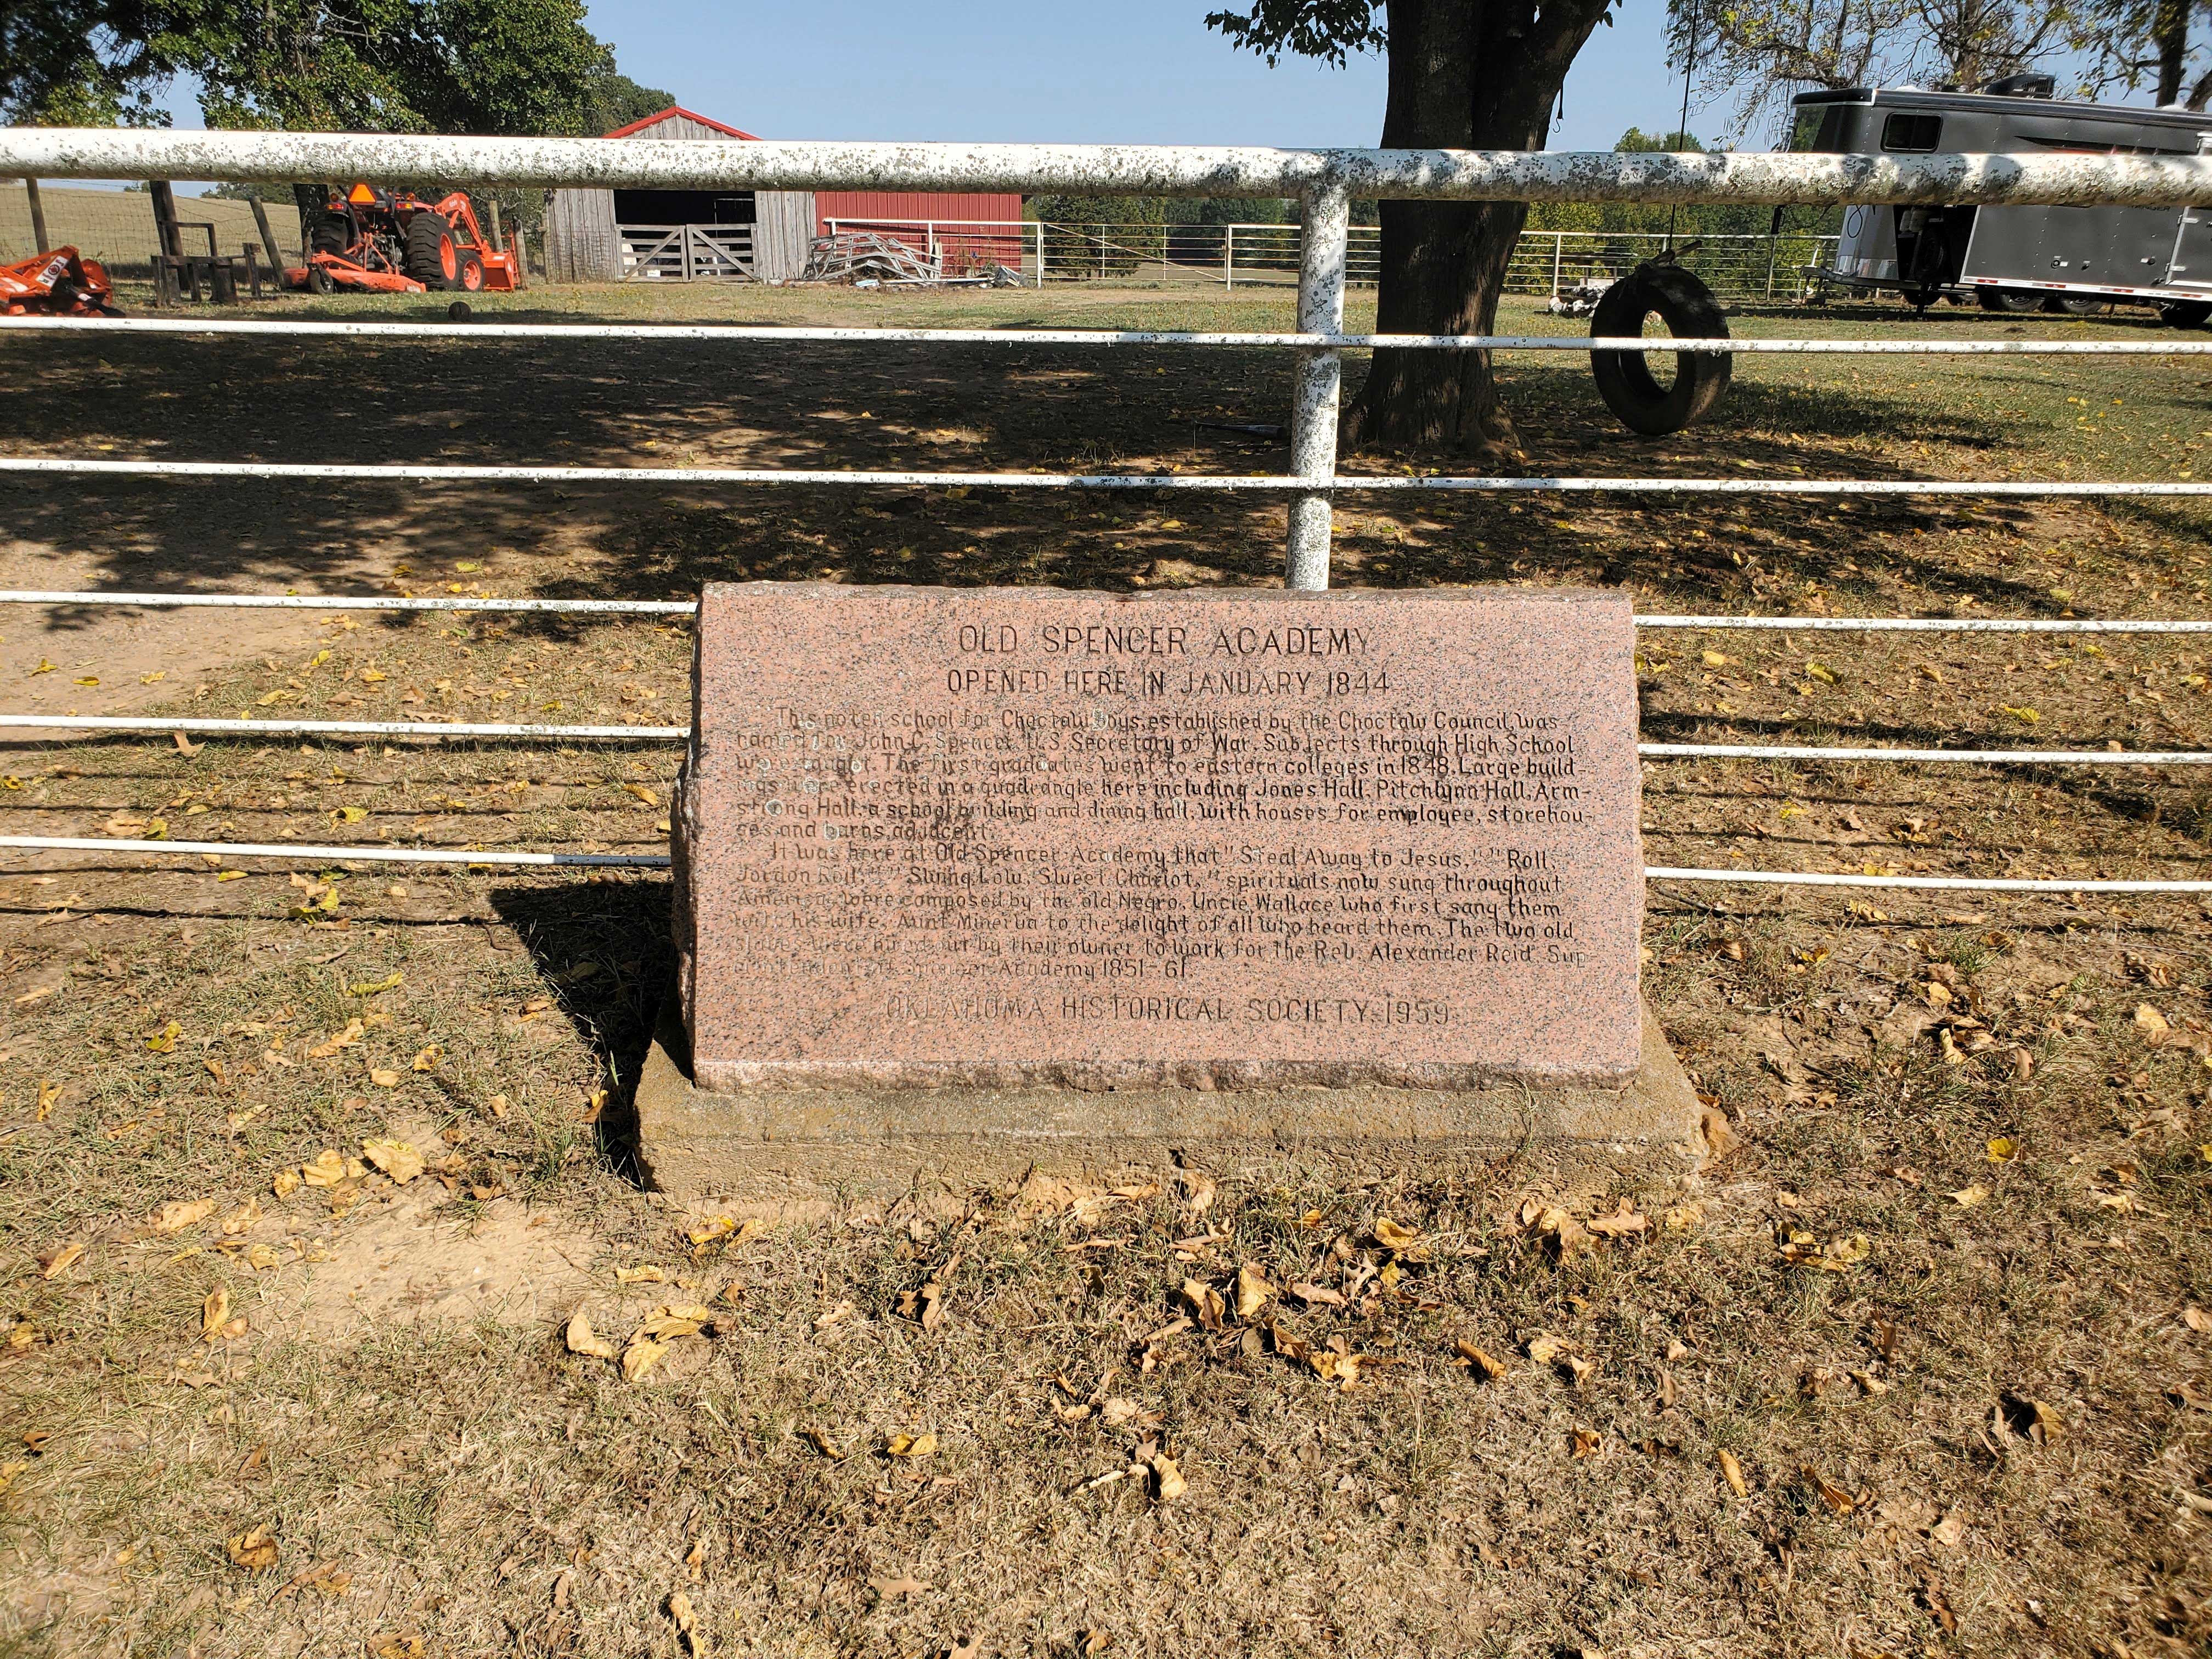 OLD SPENCER ACADEMY
OPENED HERE IN JANUARY 1844
This noted school for Choctaw boys, established by the Choctaw Council, was
named for John C. Spencer, U.S. Secretary of War. Subjects through High School
were taught. The first graduates went to eastern colleges in 1848. Large build-
ings were erected in a quadrangle here including Jones Hall, Pitchlynn Hall, Arm-
strong Hall, a school building and dining hall, with houses for employee, storehou-
ses and barns adjacent.
It was here at Old Spencer Academy that "Steal Away to Jesus," "Roll,
Jordon Roll," "Swing Low, Sweet Chariot," spirituals now sung throughout
America, were composed by the old Negro, Uncle Wallace who first sang them
with his wife, Aunt Minerva to the delight of all who heard them. The two old
slaves were hired out by their owner to work for the Rev. Alexander Reid, Sup
erintendent of Spencer Academy 1851-61.
OKLAHOMA HISTORICAL SOCIETY, 1959